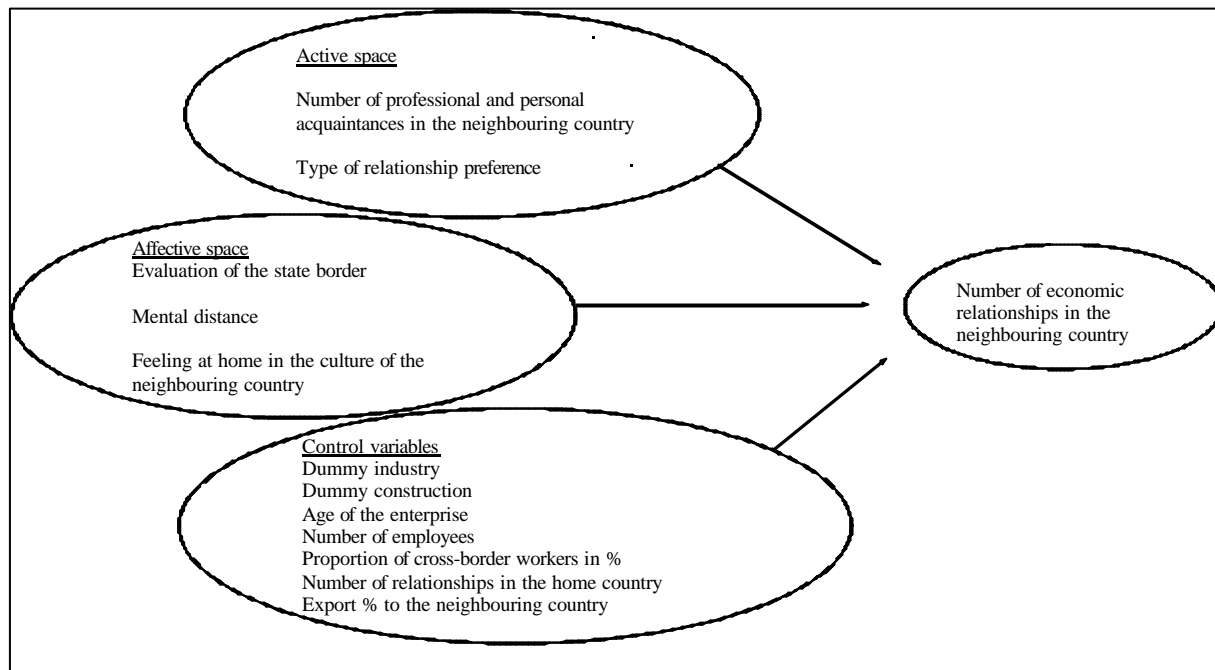 Active space
Number of professional and personal
acquaintances in the neighbouring country
Type of relationship preference
Affective space
Evaluation of the state border
Mental distance
Feeling at home in the culture of the
neighbouring country
Control variables
Dummy industry
Dummy construction
Age of the enterprise
Number of employees
Proportion of cross-border workers in %
Number of relationships in the home country
Export % to the neighbouring country
Number of economic
relationships in the
neighbouring country